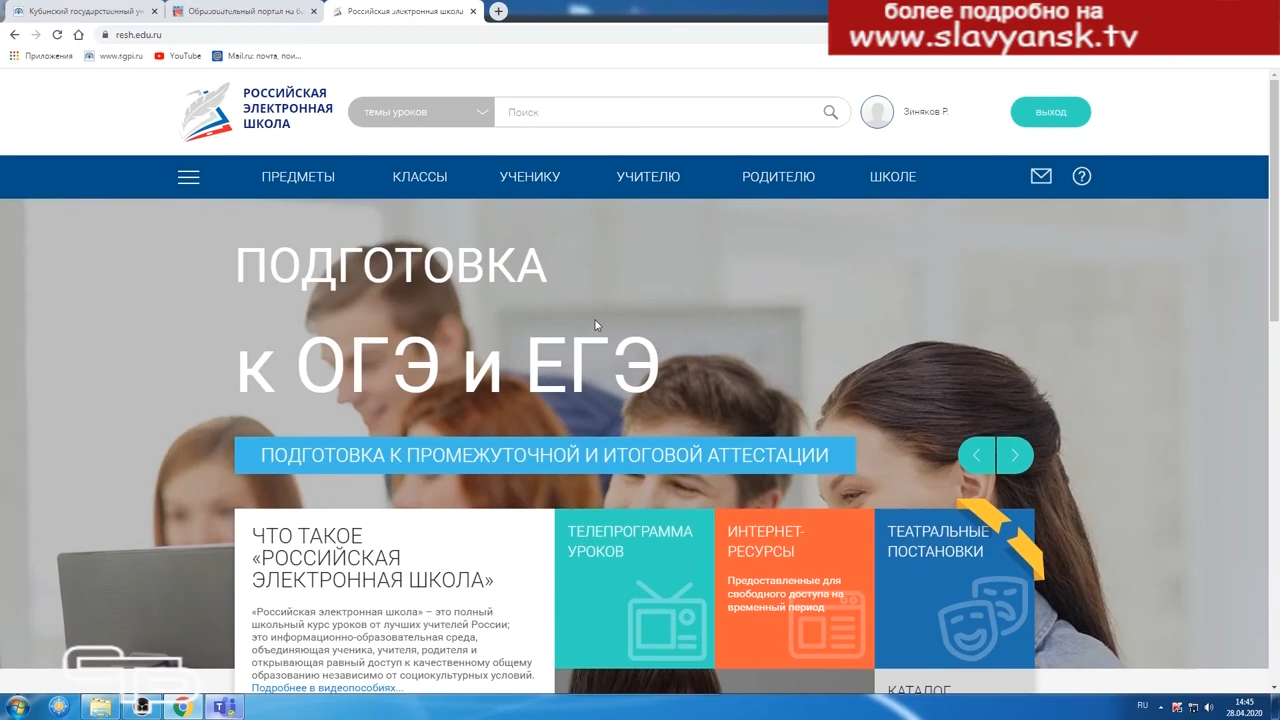 Кубинский государственный ун
Образовательный портал на б
Российская электронная школа
более подробно на
www.slavyansk.tv
resh.edu.ru
Приложения
www.sgpi.ru
YouTube
Mail.ru: почта, пои...
РОССИЙСКАЯ
ЭЛЕКТРОННАЯ
ШКОЛА
темы уроков
Поиск
Зиняков Р.
выход
ПРЕДМЕТЫ
КЛАССЫ
УЧЕНИКУ
УЧИТЕЛЮ
РОДИТЕЛЮ
ШКОЛЕ
ПОДГОТОВКА
к ОГЭ и ЕГЭ
ПОДГОТОВКА К ПРОМЕЖУТОЧНОЙ И ИТОГОВОЙ АТТЕСТАЦИИ
ЧТО ТАКОЕ
«РОССИЙСКАЯ
ЭЛЕКТРОННАЯ ШКОЛА»
«Российская электронная школа» – это полный
школьный курс уроков от лучших учителей России;
это информационно-образовательная среда,
объединяющая ученика, учителя, родителя и
открывающая равный доступ к качественному общему
образованию независимо от социокультурных условий.
Подробнее в видеопособиях...
ТЕЛЕПРОГРАММА
УРОКОВ
ИНТЕРНЕТ-
РЕСУРСЫ
Предоставленные для
свободного доступа на
временный период
ТЕАТРАЛЬНЫЕ
ПОСТАНОВКИ
КАТАЛОГ
RU
14:45
28.04.2020